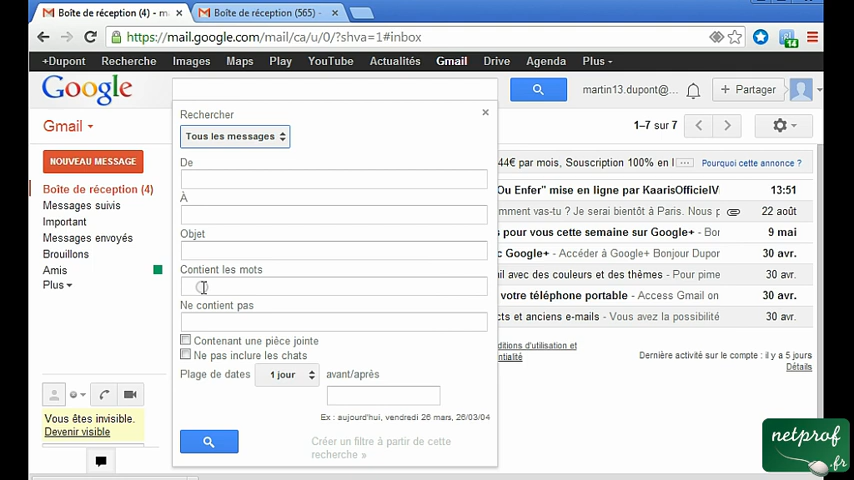 Boîte de réception (4) - m
Boîte de réception (565) -
https://mail.google.com/mail/ca/u/0/?shva=1#inbox
14
+Dupont Recherche Images Maps Play YouTube Actualités Gmail Drive Agenda Plus
Google
martin13.dupont@...
+ Partager
Gmail
1–7 sur 7
NOUVEAU MESSAGE
Boîte de réception (4)
Messages suivis
Important
Messages envoyés
Brouillons
Amis
Plus
Rechercher
Tous les messages
De
À
Objet
Contient les mots
Ne contient pas
Contenant une pièce jointe
Ne pas inclure les chats
Plage de dates 1 jour avant/après
Ex : aujourd'hui, vendredi 26 mars, 26/03/04
Créer un filtre à partir de cette
recherche »
44€ par mois, Souscription 100% en l ... Pourquoi cette annonce ?
Ou Enfer" mise en ligne par KaarisOfficielV 13:51
mment vas-tu ? Je serai bientôt à Paris. Nous p 22 août
s pour vous cette semaine sur Google+ - Bon 9 mai
c Google+ - Accéder à Google+ Bonjour Dupor 30 avr.
il avec des couleurs et des thèmes - Pour pime 30 avr.
votre téléphone portable - Access Gmail on 30 avr.
cts et anciens e-mails - Vous avez la possibilité 30 avr.
nditions d'utilisation et
entialité
Dernière activité sur le compte : il y a 5
jours
Détails
Vous êtes invisible.
Devenir visible
netprof
.fr